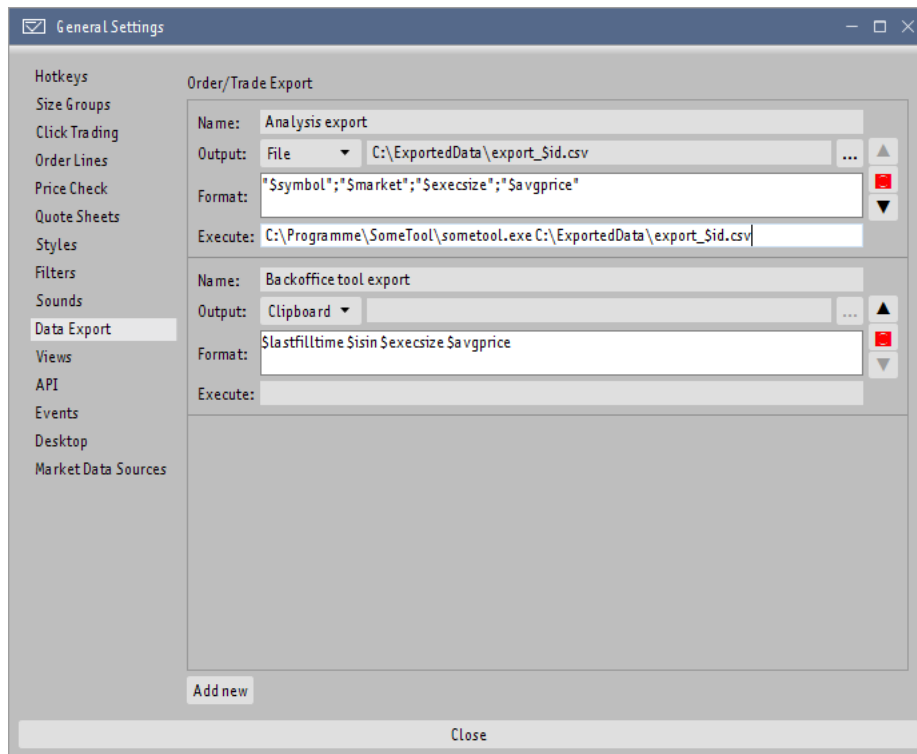 General Settings
Hotkeys
Size Groups
Click Trading
Order Lines
Price Check
Quote Sheets
Styles
Filters
Sounds
Data Export
Views
API
Events
Desktop
Market Data Sources
Order/Trade Export
Name: Analysis export
Output: File C:\ExportedData\export_$id.csv ...
Format: "$symbol";"$market";"$execsize";"$avgprice"
Execute: C:\Programme\SomeTool\sometool.exe C:\ExportedData\export_$id.csv
Name: Backoffice tool export
Output: Clipboard ...
Format: $lastfilltime $isin $execsize $avgprice
Execute:
Add new
Close